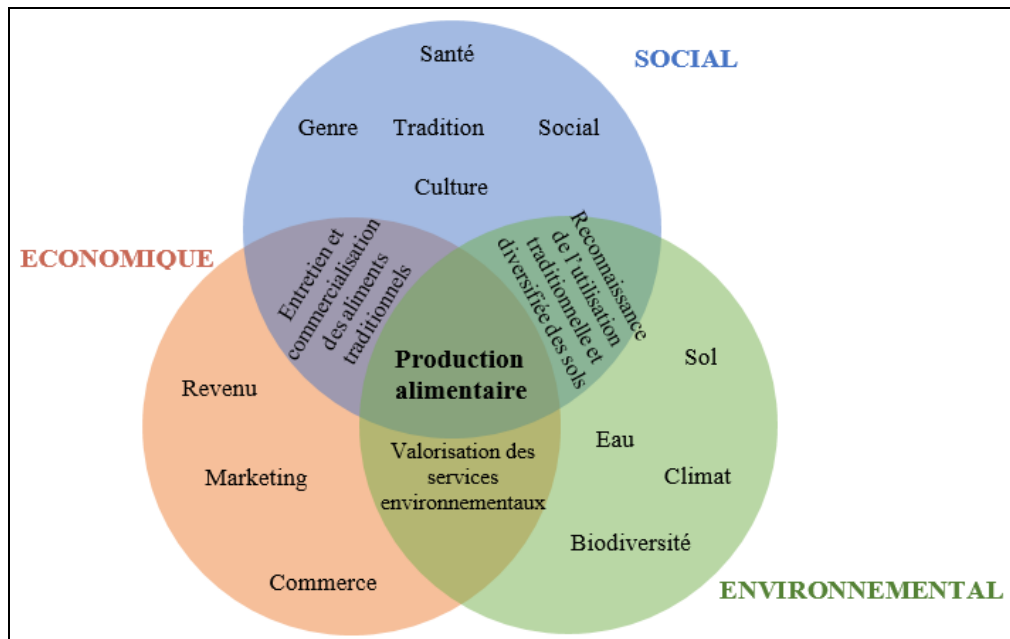 Santé
SOCIAL
Genre
Tradition
Social
Culture
ECONOMIQUE
Entretien et
commercialisation
des aliments
traditionnels
Reconnaissance
de l'utilisation
traditionnelle et
diversifiée des sols
Production
alimentaire
Sol
Revenu
Eau
Valorisation des
services
environnementaux
Marketing
Climat
Biodiversité
Commerce
ENVIRONNEMENTAL